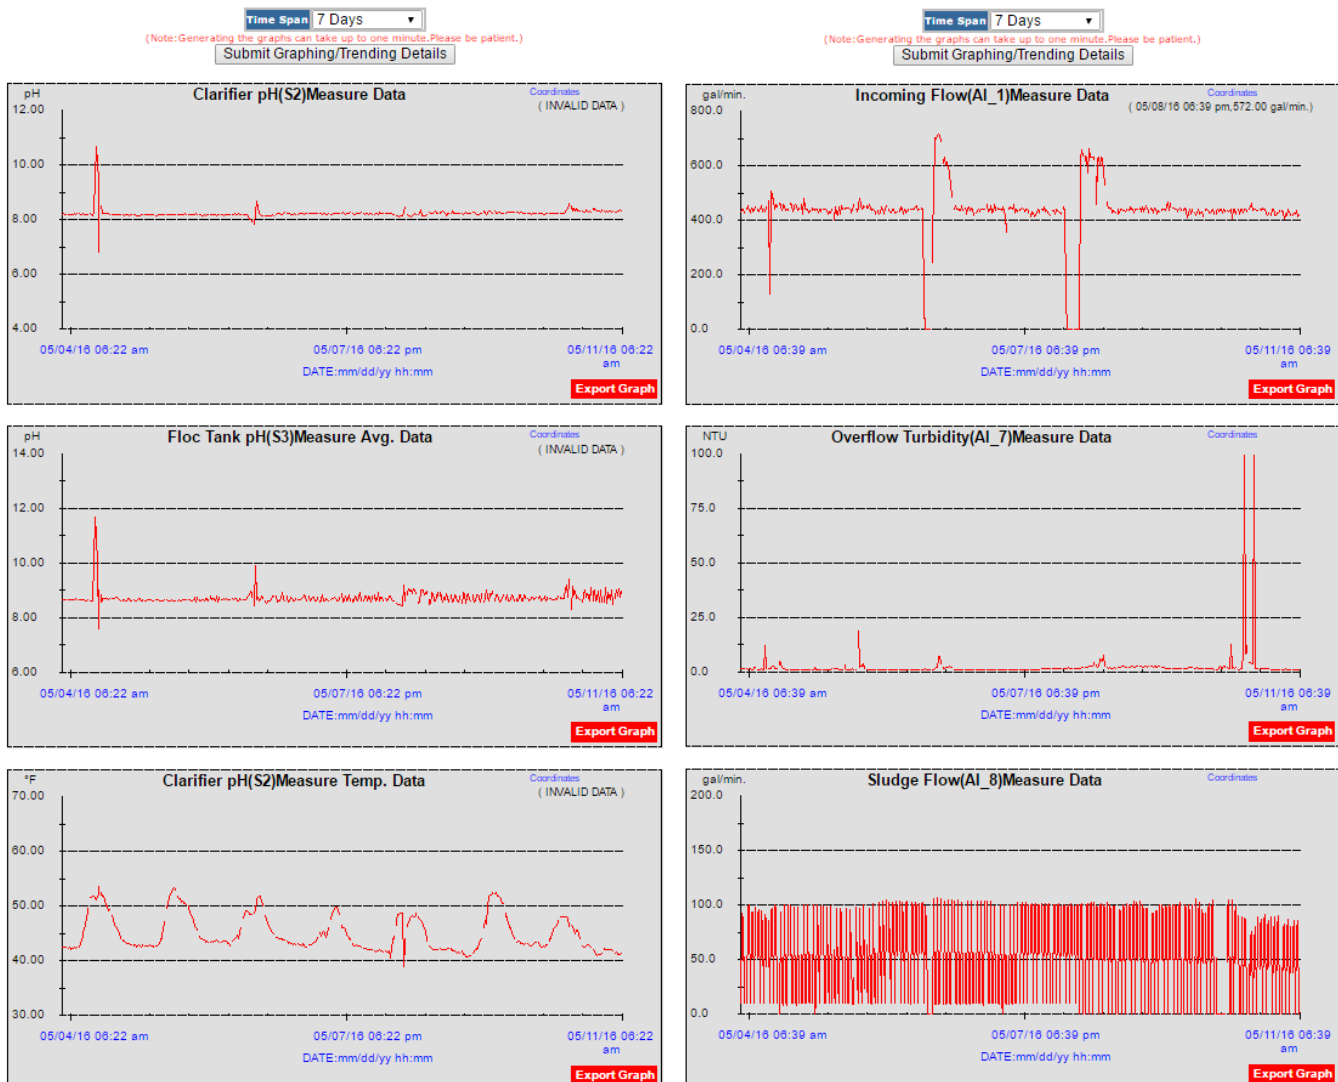 Time Span 7 Days
(Note:Generating the graphs can take up to one minute.Please be patient.)
Submit Graphing/Trending Details
pH
Clarifier pH(S2)Measure Data
Coordinates
( INVALID DATA )
12.00
10.00
8.00
6.00
4.00
05/04/16 06:22 am
05/07/16 06:22 pm
05/11/16 06:22
am
DATE:mm/dd/yy hh:mm
Export Graph
pH
Floc Tank pH(S3)Measure Avg. Data
Coordinates
( INVALID DATA )
14.00
12.00
10.00
8.00
6.00
05/04/16 06:22 am
05/07/16 06:22 pm
05/11/16 06:22
am
DATE:mm/dd/yy hh:mm
Export Graph
°F
Clarifier pH(S2)Measure Temp. Data
Coordinates
( INVALID DATA )
70.00
60.00
50.00
40.00
30.00
05/04/16 06:22 am
05/07/16 06:22 pm
05/11/16 06:22
am
DATE:mm/dd/yy hh:mm
Export Graph
Time Span 7 Days
(Note:Generating the graphs can take up to one minute.Please be patient.)
Submit Graphing/Trending Details
gal/min.
Incoming Flow(AI_1)Measure Data
Coordinates
( 05/08/16 06:39 pm,572.00 gal/min.)
800.0
600.0
400.0
200.0
0.0
05/04/16 06:39 am
05/07/16 06:39 pm
05/11/16 06:39
am
DATE:mm/dd/yy hh:mm
Export Graph
NTU
Overflow Turbidity(AI_7)Measure Data
Coordinates
100.0
75.0
50.0
25.0
0.0
05/04/16 06:39 am
05/07/16 06:39 pm
05/11/16 06:39
am
DATE:mm/dd/yy hh:mm
Export Graph
gal/min.
Sludge Flow(AI_8)Measure Data
Coordinates
200.0
150.0
100.0
50.0
0.0
05/04/16 06:39 am
05/07/16 06:39 pm
05/11/16 06:39
am
DATE:mm/dd/yy hh:mm
Export Graph